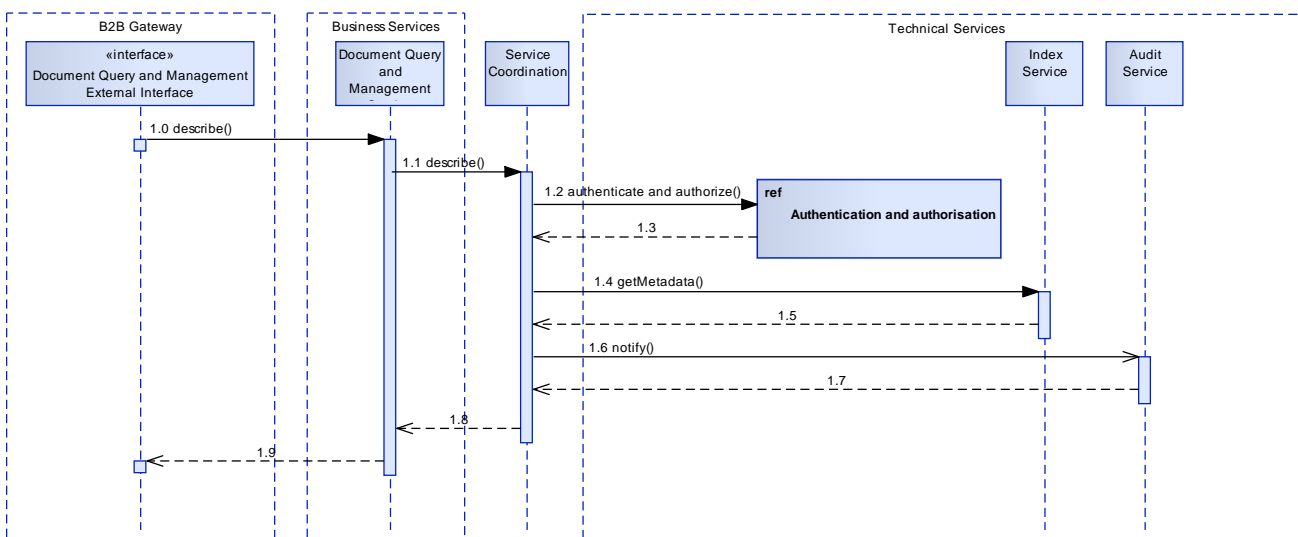 B2B Gateway
Business Services
Technical Services
«interface»
Document Query and Management
External Interface
Document Query
and
Management
Service
Coordination
Index
Service
Audit
Service
1.0 describe()
1.1 describe()
1.2 authenticate and authorize()
ref
Authentication and authorisation
1.3
1.4 getMetadata()
1.5
1.6 notify()
1.7
1.8
1.9